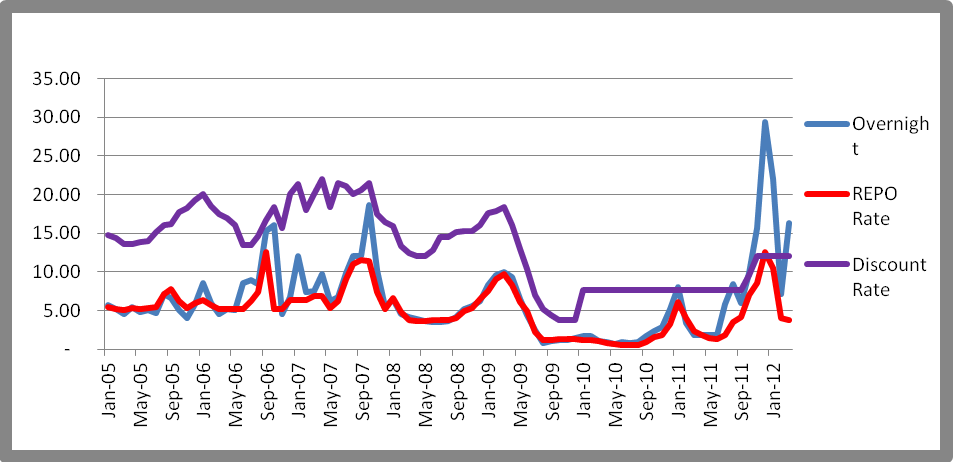 35.00
30.00
25.00
20.00
15.00
10.00
5.00
-
Jan-05
May-05
Sep-05
Jan-06
May-06
Sep-06
Jan-07
May-07
Sep-07
Jan-08
May-08
Sep-08
Jan-09
May-09
Sep-09
Jan-10
May-10
Sep-10
Jan-11
May-11
Sep-11
Jan-12
Overnigh
t
REPO
Rate
Discount
Rate